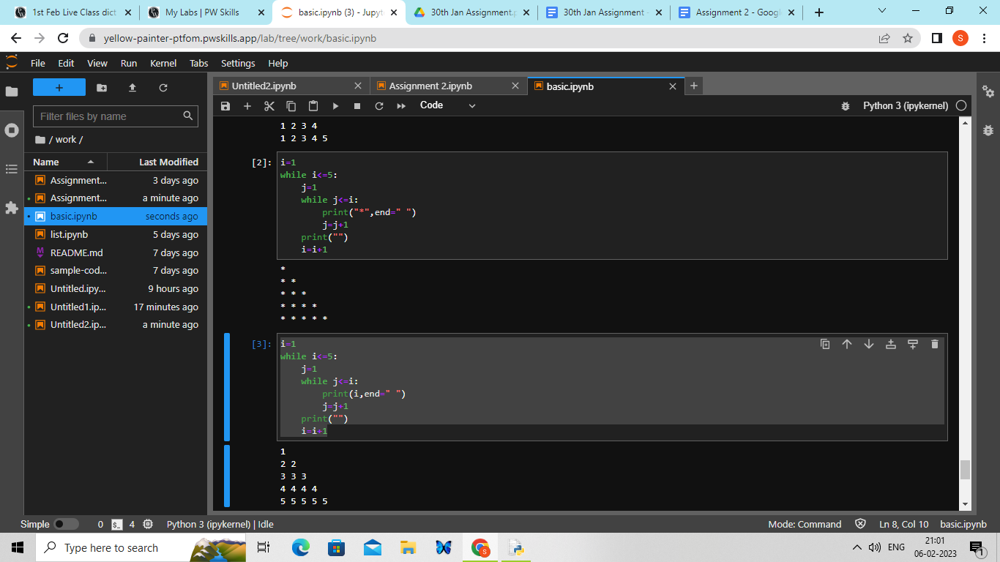 1st Feb Live Class dict
My Labs | PW Skills
basic.ipynb (3) - Jupyt
30th Jan Assignment.p
30th Jan Assignment -
Assignment 2 - Googl
yellow-painter-ptfom.pwskills.app/lab/tree/work/basic.ipynb
S
File Edit View Run Kernel Tabs Settings Help
Untitled2.ipynb
Assignment 2.ipynb
basic.ipynb
Code
Python 3 (ipykernel)
Filter files by name
/ work /
Name Last Modified
Assignment... 3 days ago
Assignment... a minute ago
basic.ipynb seconds ago
list.ipynb 5 days ago
README.md 7 days ago
sample-cod... 7 days ago
Untitled.ipy... 9 hours ago
Untitled1.ip... 17 minutes ago
Untitled2.ip... a minute ago
1 2 3 4
1 2 3 4 5
[2]:
i=1
while i<=5:
    j=1
    while j<=i:
        print("*",end=" ")
        j=j+1
    print("")
    i=i+1
*
* *
* * *
* * * *
* * * * *
[3]:
i=1
while i<=5:
    j=1
    while j<=i:
        print(i,end=" ")
        j=j+1
    print("")
    i=i+1
1
2 2
3 3 3
4 4 4 4
5 5 5 5 5
Simple 0 $_ 4 Python 3 (ipykernel) | Idle
Mode: Command Ln 8, Col 10 basic.ipynb
Type here to search
S
ENG
21:01
06-02-2023
1